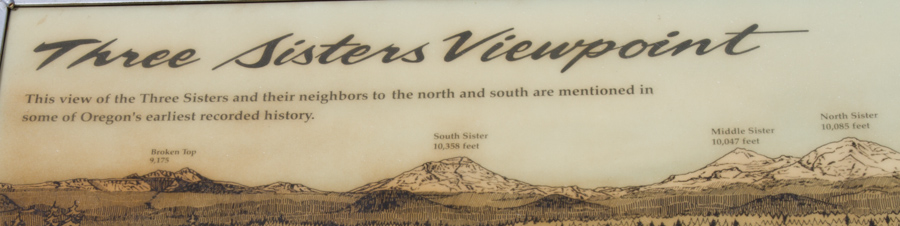 Three Sisters Viewpoint
This view of the Three Sisters and their neighbors to the north and south are mentioned in
some of Oregon's earliest recorded history.
Broken Top
9,175
South Sister
10,358 feet
Middle Sister
10,047 feet
North Sister
10,085 feet